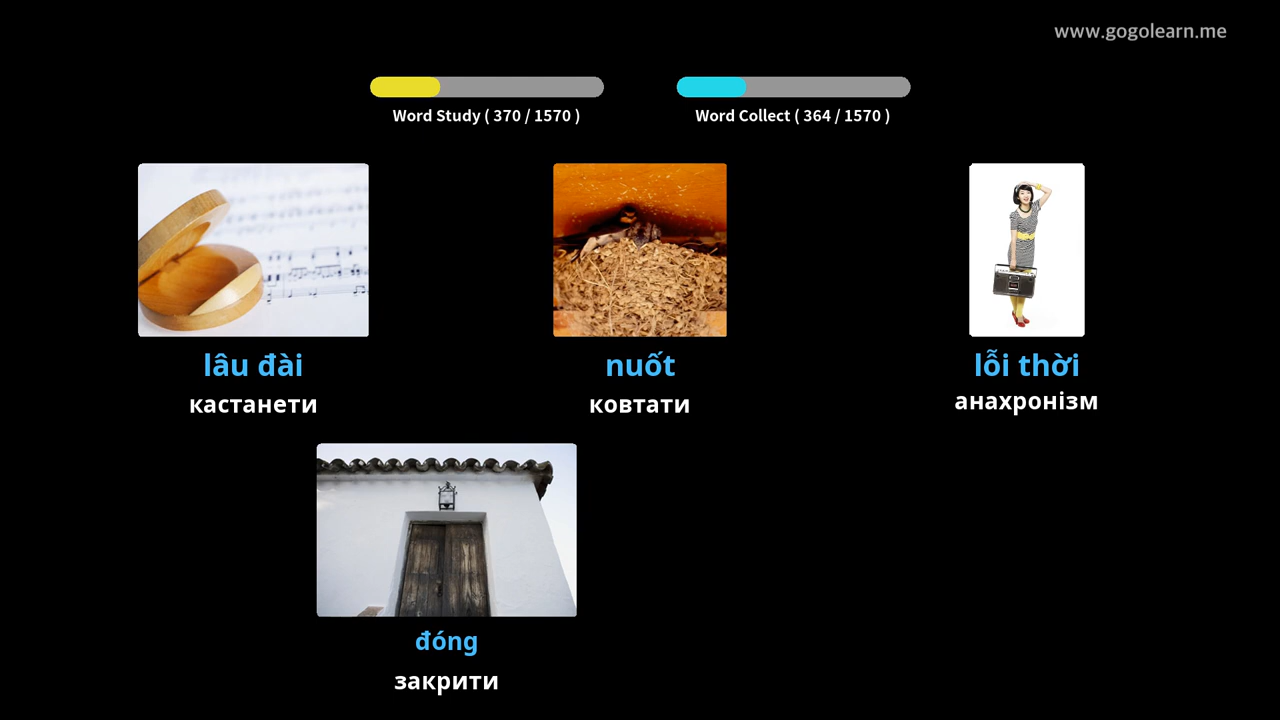 www.gogolearn.me
Word Study ( 370 / 1570 )
Word Collect ( 364 / 1570 )
lâu đài
кастанети
nuốt
ковтати
lỗi thời
анахронізм
đóng
закрити